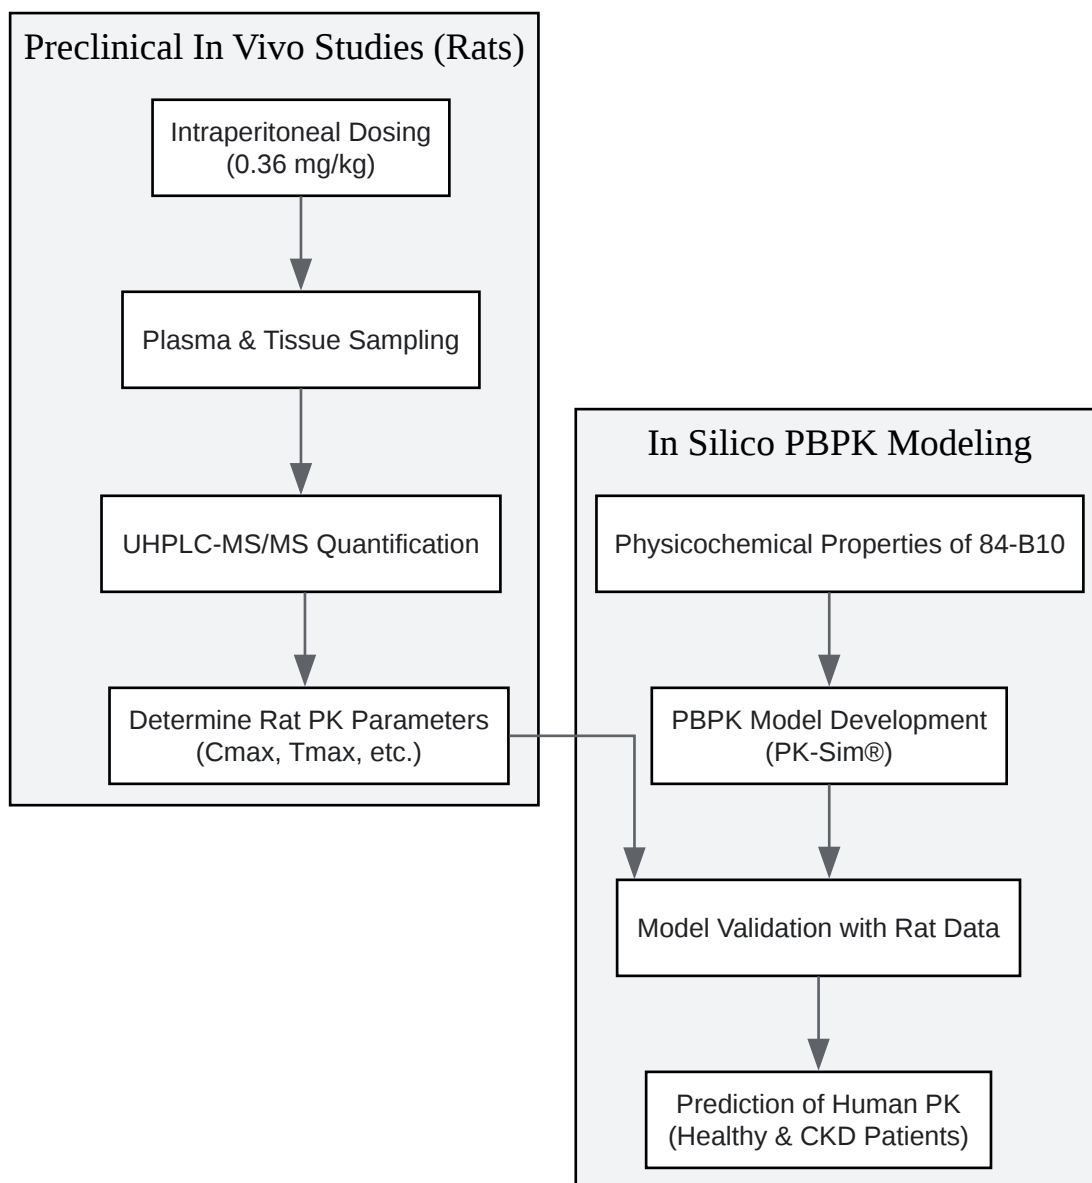 Preclinical In Vivo Studies (Rats)
Intraperitoneal Dosing
(0.36 mg/kg)
Plasma & Tissue Sampling
UHPLC-MS/MS Quantification
Determine Rat PK Parameters
(Cmax, Tmax, etc.)
In Silico PBPK Modeling
Physicochemical Properties of 84-B10
PBPK Model Development
(PK-Sim®)
Model Validation with Rat Data
Prediction of Human PK
(Healthy & CKD Patients)